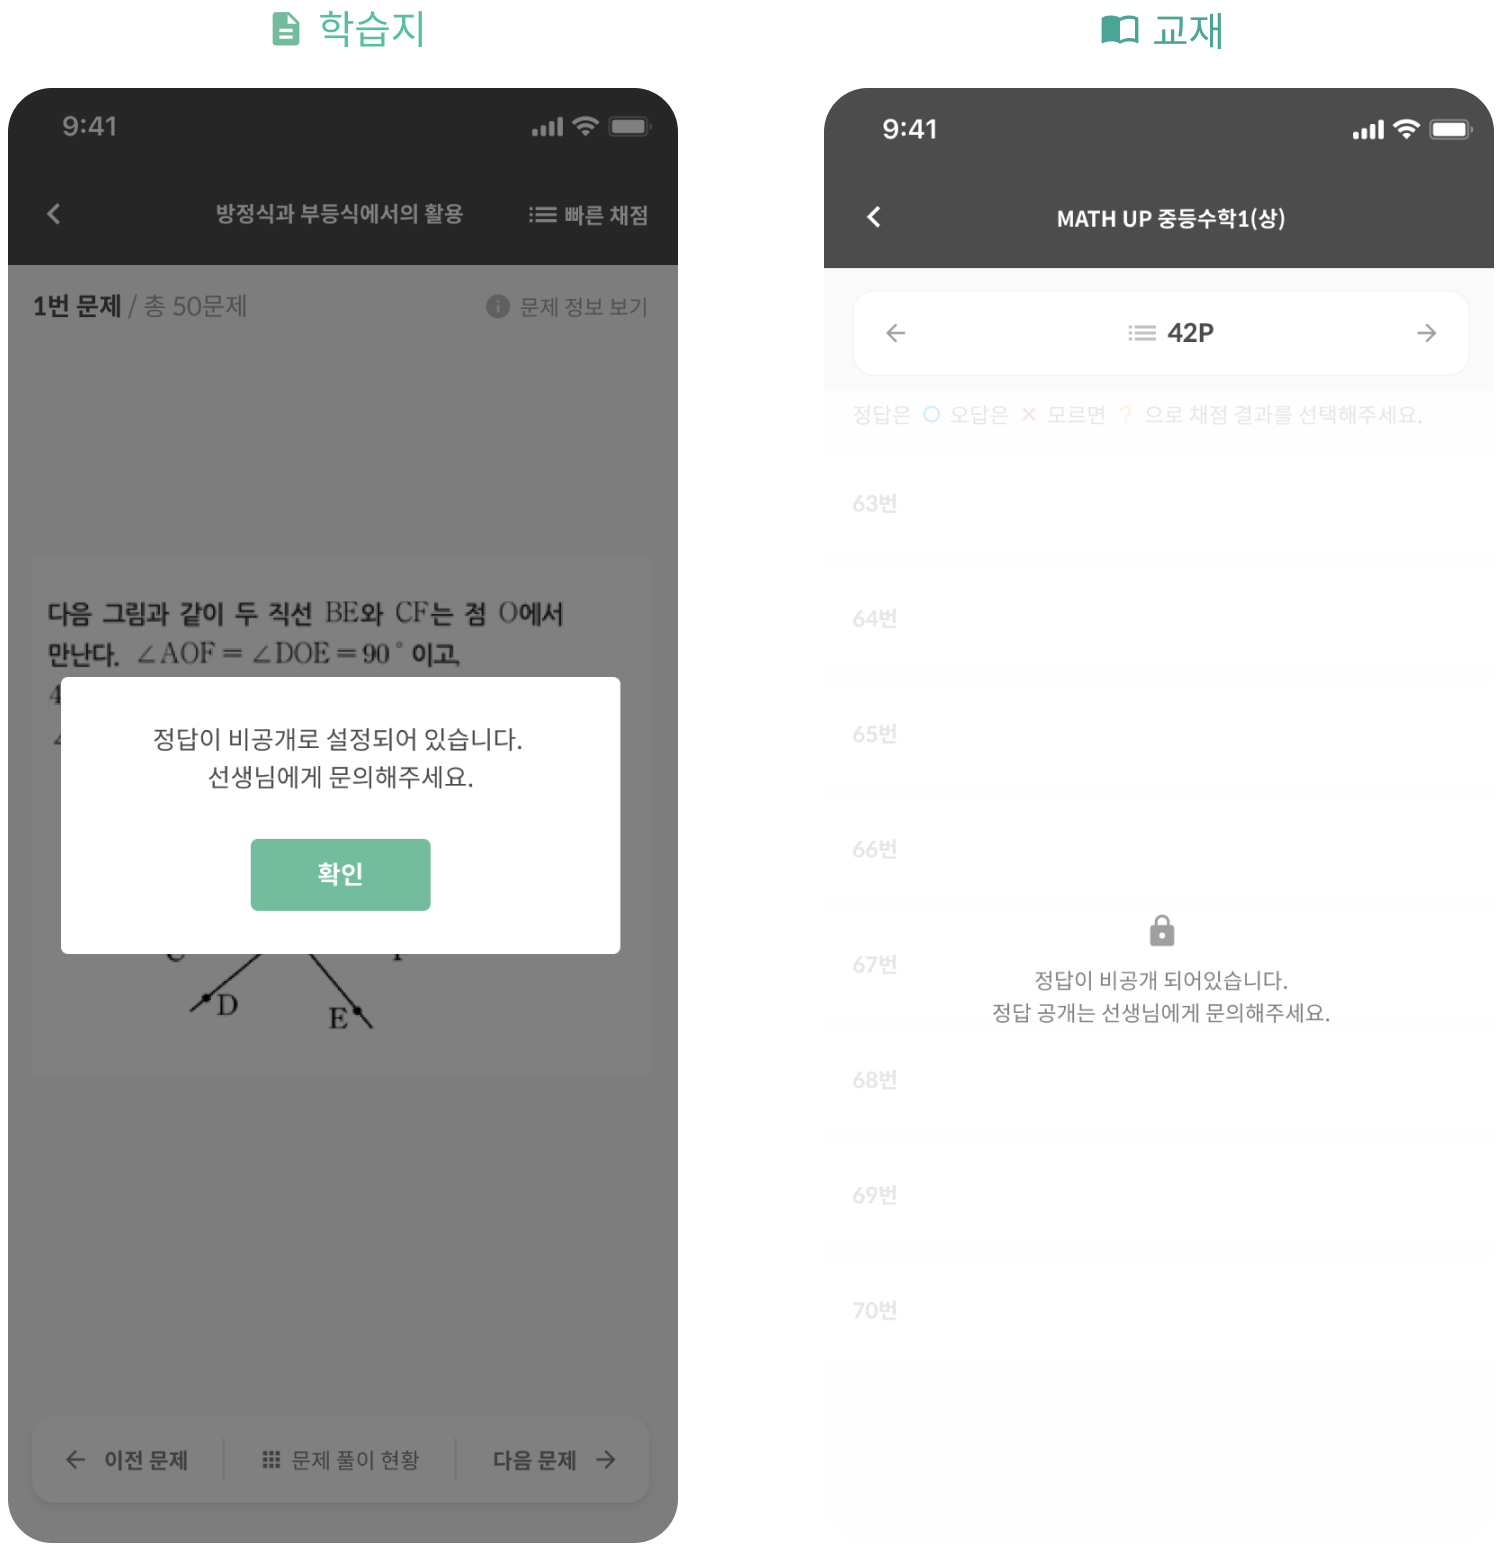 학습지
9:41
방정식과 부등식에서의 활용
빠른 채점
1번 문제 / 총 50문제
문제 정보 보기
다음 그림과 같이 두 직선 BE와 CF는 점 O에서
만난다. ∠AOF = ∠DOE = 90° 이고,
4
정답이 비공개로 설정되어 있습니다.
선생님에게 문의해주세요.
확인
D
E
이전 문제
문제 풀이 현황
다음 문제
교재
9:41
MATH UP 중등수학1(상)
42P
정답은 O 오답은 × 모르면 ? 으로 채점 결과를 선택해주세요.
63번
64번
65번
66번
67번
정답이 비공개 되어있습니다.
정답 공개는 선생님에게 문의해주세요.
68번
69번
70번